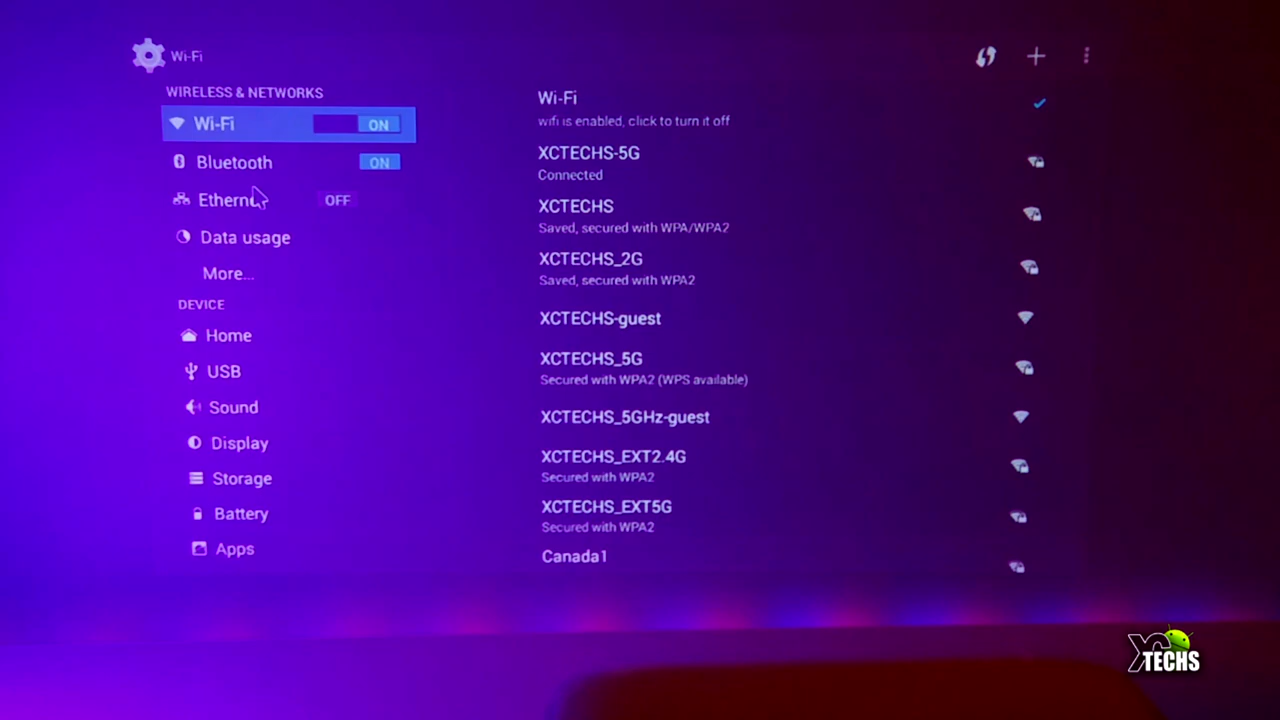 Wi-Fi
WIRELESS & NETWORKS
Wi-Fi ON
Bluetooth ON
OFF
Data usage
More...
DEVICE
Home
USB
Sound
Display
Storage
Battery
Apps
Wi-Fi
wifi is enabled, click to turn it off
XCTECHS-5G
Connected
XCTECHS
Saved, secured with WPA/WPA2
XCTECHS_2G
Saved, secured with WPA2
XCTECHS-guest
XCTECHS_5G
Secured with WPA2 (WPS available)
XCTECHS_5GHz-guest
XCTECHS_EXT2.4G
Secured with WPA2
XCTECHS_EXT5G
Secured with WPA2
Canada1
XCTECHS